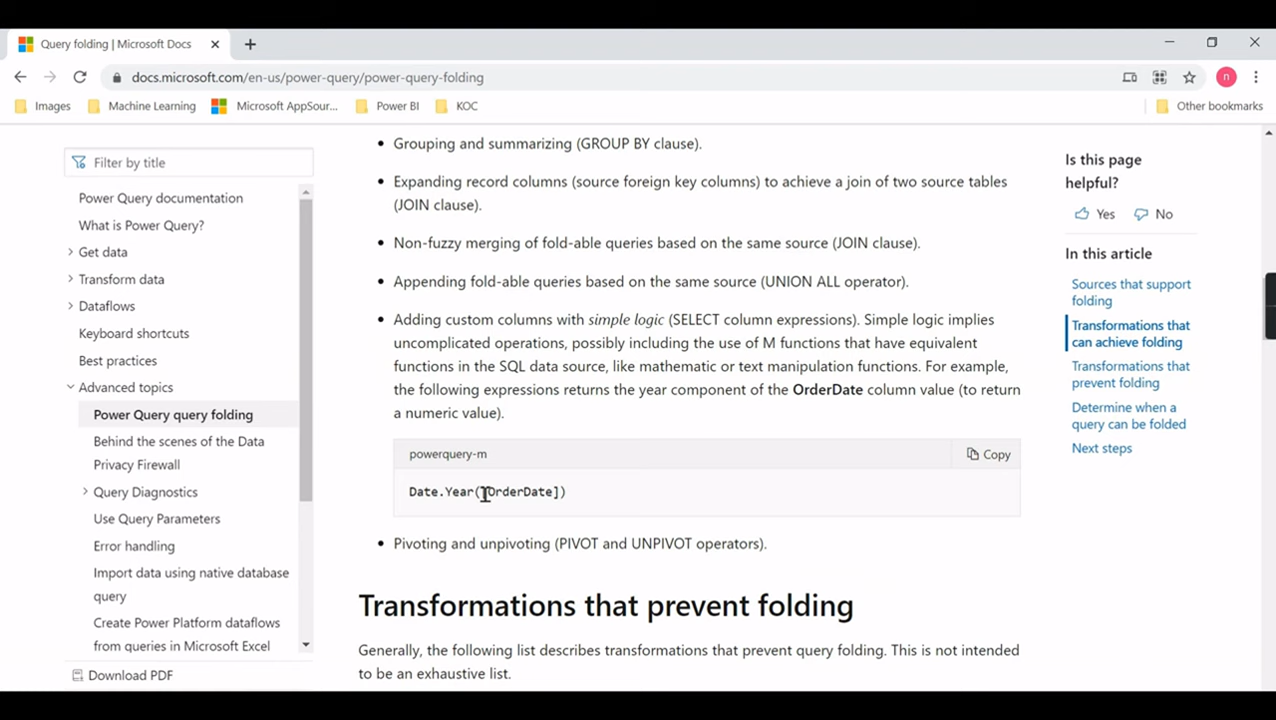 Query folding | Microsoft Docs
docs.microsoft.com/en-us/power-query/power-query-folding
n
Images
Machine Learning
Microsoft AppSour...
Power BI
KOC
Other bookmarks
Filter by title
Power Query documentation
What is Power Query?
Get data
Transform data
Dataflows
Keyboard shortcuts
Best practices
Advanced topics
Power Query query folding
Behind the scenes of the Data
Privacy Firewall
Query Diagnostics
Use Query Parameters
Error handling
Import data using native database
query
Create Power Platform dataflows
from queries in Microsoft Excel
Download PDF
• Grouping and summarizing (GROUP BY clause).
• Expanding record columns (source foreign key columns) to achieve a join of two source tables
(JOIN clause).
• Non-fuzzy merging of fold-able queries based on the same source (JOIN clause).
• Appending fold-able queries based on the same source (UNION ALL operator).
• Adding custom columns with simple logic (SELECT column expressions). Simple logic implies
uncomplicated operations, possibly including the use of M functions that have equivalent
functions in the SQL data source, like mathematic or text manipulation functions. For example,
the following expressions returns the year component of the OrderDate column value (to return
a numeric value).
powerquery-m
Copy
Date.Year([OrderDate])
• Pivoting and unpivoting (PIVOT and UNPIVOT operators).
Transformations that prevent folding
Generally, the following list describes transformations that prevent query folding. This is not intended
to be an exhaustive list.
Is this page
helpful?
Yes
No
In this article
Sources that support
folding
Transformations that
can achieve folding
Transformations that
prevent folding
Determine when a
query can be folded
Next steps